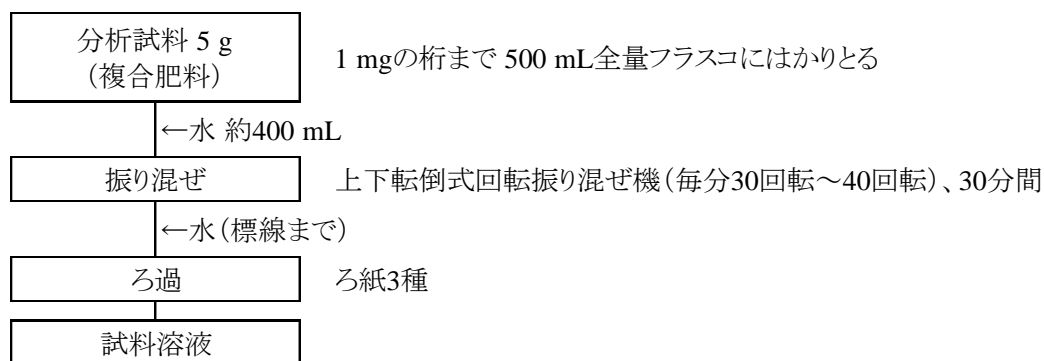 分析試料 5 g
（複合肥料）
1 mgの桁まで 500 mL全量フラスコにはかりとる
←水 約400 mL
振り混ぜ
上下転倒式回転振り混ぜ機（毎分30回転～40回転）、30分間
←水（標線まで）
ろ過
ろ紙3種
試料溶液